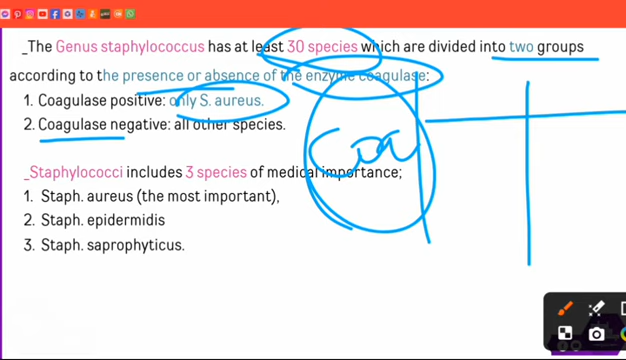 _The Genus staphylococcus has at least 30 species which are divided into two groups
according to the presence or absence of the enzyme coagulase:
1. Coagulase positive: only S. aureus.
2. Coagulase negative: all other species.
_Staphylococci includes 3 species of medical importance;
1. Staph. aureus (the most important),
2. Staph. epidermidis
3. Staph. saprophyticus.
Coa